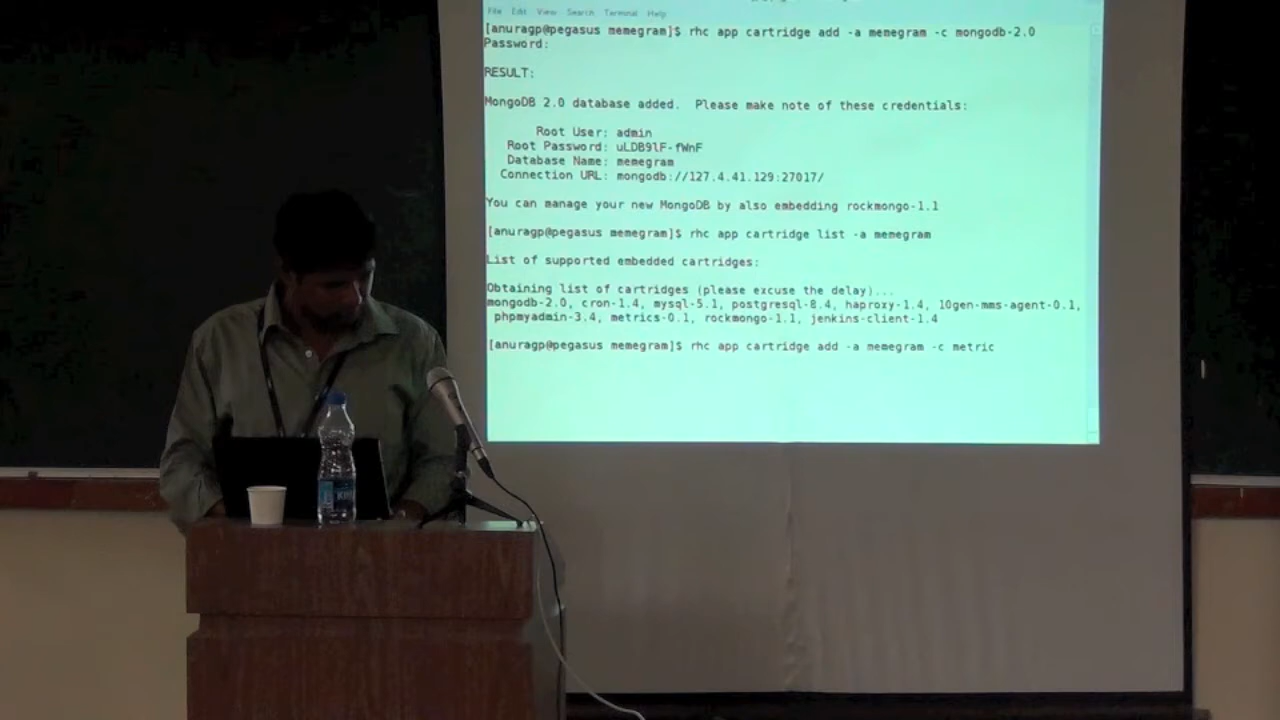 File Edit View Search Terminal Help
[anuragp@pegasus memegram]$ rhc app cartridge add -a memegram -c mongodb-2.0
Password:
RESULT:
MongoDB 2.0 database added. Please make note of these credentials:
Root User: admin
Root Password: uLDB9lF-fWnF
Database Name: memegram
Connection URL: mongodb://127.4.41.129:27017/
You can manage your new MongoDB by also embedding rockmongo-1.1
[anuragp@pegasus memegram]$ rhc app cartridge list -a memegram
List of supported embedded cartridges:
Obtaining list of cartridges (please excuse the delay)...
mongodb-2.0, cron-1.4, mysql-5.1, postgresql-8.4, haproxy-1.4, 10gen-mms-agent-0.1,
phpmyadmin-3.4, metrics-0.1, rockmongo-1.1, jenkins-client-1.4
[anuragp@pegasus memegram]$ rhc app cartridge add -a memegram -c metric